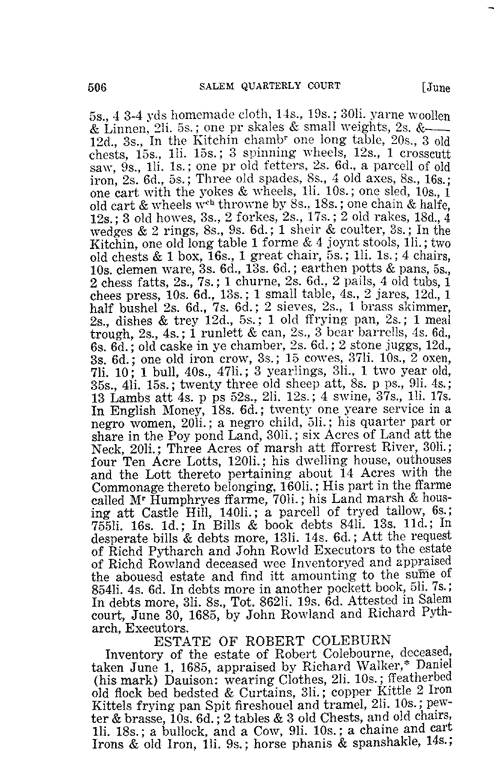 506 SALEM QUARTERLY COURT [June
5s., 4 3-4 yds homemade cloth, 14s., 19s.; 30li. yarne woollen
& Linnen, 2li. 5s.; one pr skales & small weights, 2s. &——
12d., 3s., In the Kitchin chambʳ one long table, 20s., 3 old
chests, 15s., 1li. 15s.; 3 spinning wheels, 12s., 1 crosscutt
saw, 9s., 1li. 1s.; one pr old fetters, 2s. 6d., a parcell of old
iron, 2s. 6d., 5s.; Three old spades, 8s., 4 old axes, 8s., 16s.;
one cart with the yokes & wheels, 1li. 10s.; one sled, 10s., 1
old cart & wheels wᶜʰ throwne by 8s., 18s.; one chain & halfe,
12s.; 3 old howes, 3s., 2 forkes, 2s., 17s.; 2 old rakes, 18d., 4
wedges & 2 rings, 8s., 9s. 6d.; 1 sheir & coulter, 3s.; In the
Kitchin, one old long table 1 forme & 4 joynt stools, 1li.; two
old chests & 1 box, 16s., 1 great chair, 5s.; 1li. 1s.; 4 chairs,
10s. clemen ware, 3s. 6d., 13s. 6d.; earthen potts & pans, 5s.,
2 chess fatts, 2s., 7s.; 1 churne, 2s. 6d., 2 pails, 4 old tubs, 1
chees press, 10s. 6d., 13s.; 1 small table, 4s., 2 jares, 12d., 1
half bushel 2s. 6d., 7s. 6d.; 2 sieves, 2s., 1 brass skimmer,
2s., dishes & trey 12d., 5s.; 1 old ffrying pan, 2s.; 1 meal
trough, 2s., 4s.; 1 runlett & can, 2s., 3 bear barrells, 4s. 6d.,
6s. 6d.; old caske in ye chamber, 2s. 6d.; 2 stone juggs, 12d.,
3s. 6d.; one old iron crow, 3s.; 15 cowes, 37li. 10s., 2 oxen,
7li. 10; 1 bull, 40s., 47li.; 3 yearlings, 3li., 1 two year old,
35s., 4li. 15s.; twenty three old sheep att, 8s. p ps., 9li. 4s.;
13 Lambs att 4s. p ps 52s., 2li. 12s.; 4 swine, 37s., 1li. 17s.
In English Money, 18s. 6d.; twenty one yeare service in a
negro women, 20li.; a negro child, 5li.; his quarter part or
share in the Poy pond Land, 30li.; six Acres of Land att the
Neck, 20li.; Three Acres of marsh att fforrest River, 30li.;
four Ten Acre Lotts, 120li.; his dwelling house, outhouses
and the Lott thereto pertaining about 14 Acres with the
Commonage thereto belonging, 160li.; His part in the ffarme
called Mʳ Humphryes ffarme, 70li.; his Land marsh & hous-
ing att Castle Hill, 140li.; a parcell of tryed tallow, 6s.;
755li. 16s. 1d.; In Bills & book debts 84li. 13s. 11d.; In
desperate bills & debts more, 13li. 14s. 6d.; Att the request
of Richd Pytharch and John Rowld Executors to the estate
of Richd Rowland deceased wee Inventoryed and appraised
the abouesd estate and find itt amounting to the sum̄e of
854li. 4s. 6d. In debts more in another pockett book, 5li. 7s.;
In debts more, 3li. 8s., Tot. 862li. 19s. 6d. Attested in Salem
court, June 30, 1685, by John Rowland and Richard Pyth-
arch, Executors.
ESTATE OF ROBERT COLEBURN
Inventory of the estate of Robert Colebourne, deceased,
taken June 1, 1685, appraised by Richard Walker,* Daniel
(his mark) Dauison: wearing Clothes, 2li. 10s.; ffeatherbed
old flock bed bedsted & Curtains, 3li.; copper Kittle 2 Iron
Kittels frying pan Spit fireshouel and tramel, 2li. 10s.; pew-
ter & brasse, 10s. 6d.; 2 tables & 3 old Chests, and old chairs,
1li. 18s.; a bullock, and a Cow, 9li. 10s.; a chaine and cart
Irons & old Iron, 1li. 9s.; horse phanis & spanshakle, 14s.;